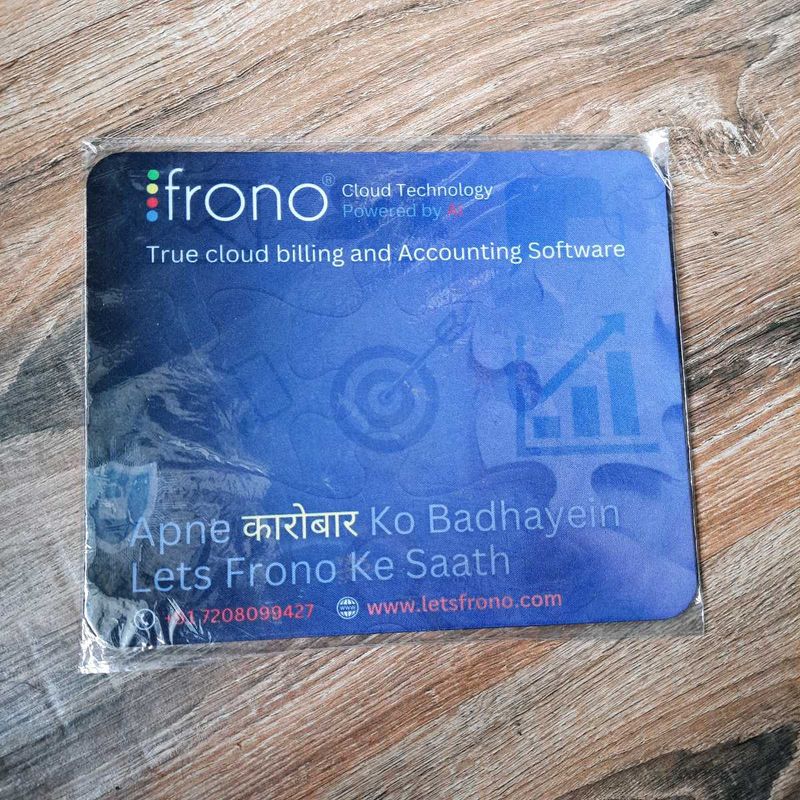 frono® Cloud Technology
Powered by AI
True cloud billing and Accounting Software
Apne कारोबार Ko Badhayein
Lets Frono Ke Saath
+91 7208099427 www www.letsfrono.com